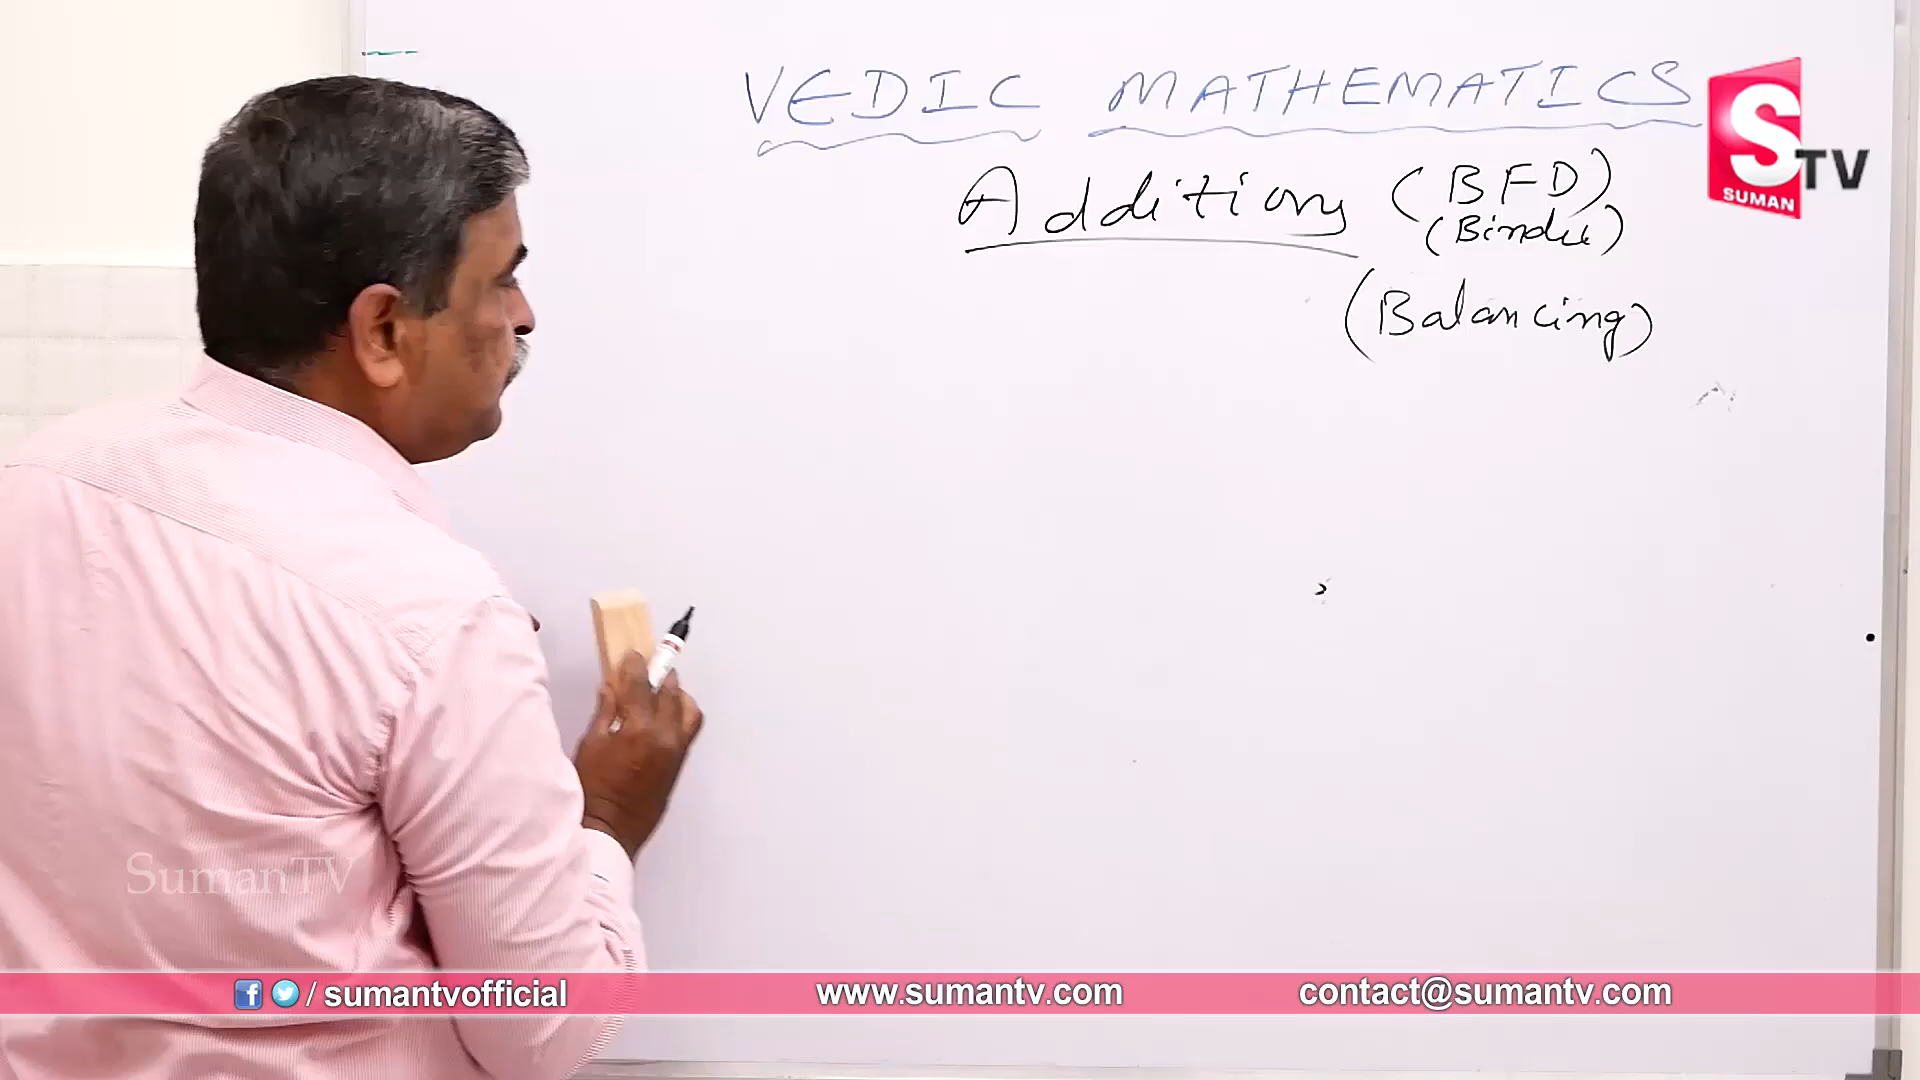 VEDIC MATHEMATICS
Addition (BFD)
(Bindu)
(Balancing)
S TV
SUMAN
SumanTV
/ sumantvofficial
www.sumantv.com
contact@sumantv.com